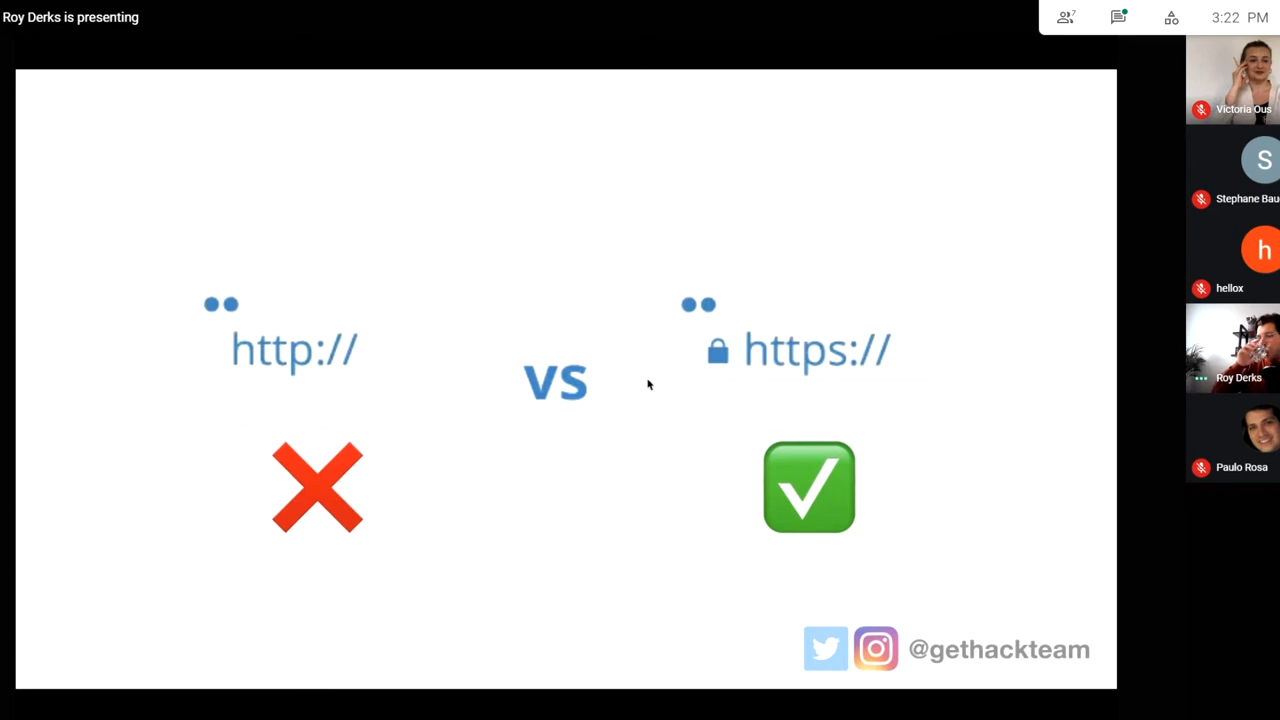 Roy Derks is presenting
7
3:22 PM
http://
vs
https://
@gethackteam
Victoria Ous
S
Stephane Bau
h
hellox
Roy Derks
Paulo Rosa